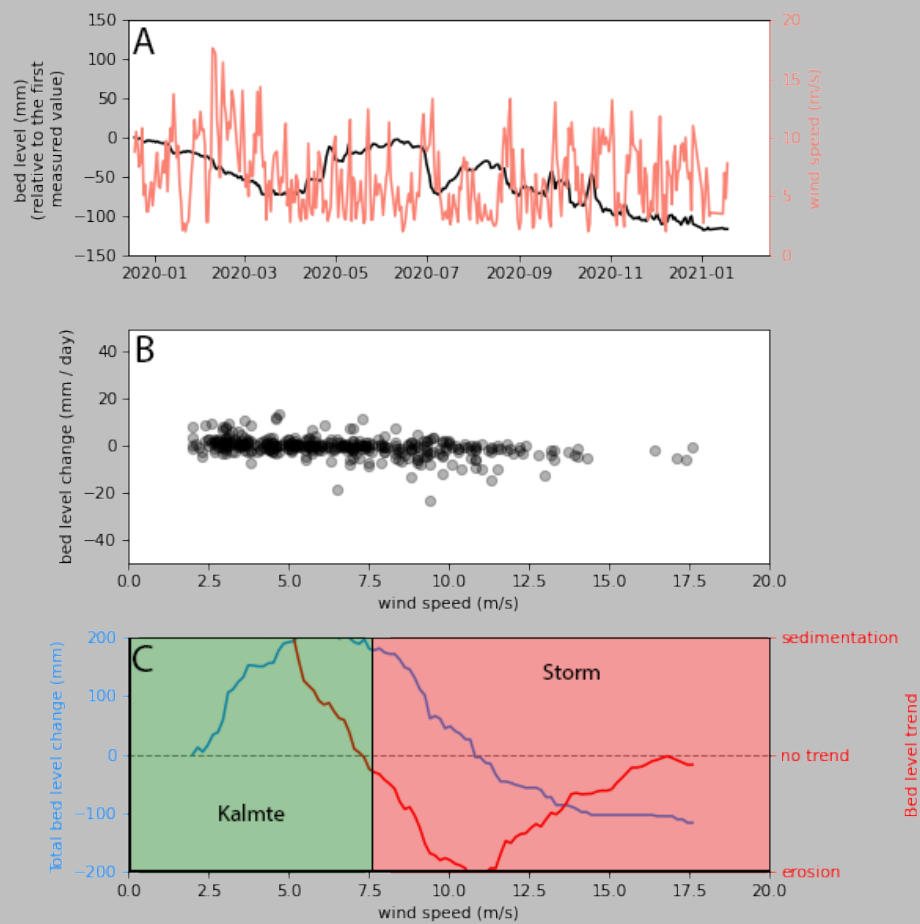 A
bed level (mm)
(relative to the first
measured value)
150
100
50
0
−50
−100
−150
20
15
10
5
0
wind speed (m/s)
2020-01 2020-03 2020-05 2020-07 2020-09 2020-11 2021-01
B
bed level change (mm / day)
40
20
0
−20
−40
0.0 2.5 5.0 7.5 10.0 12.5 15.0 17.5 20.0
wind speed (m/s)
C
Total bed level change (mm)
200
100
0
−100
−200
Storm
Kalmte
sedimentation
no trend
erosion
Bed level trend
0.0 2.5 5.0 7.5 10.0 12.5 15.0 17.5 20.0
wind speed (m/s)